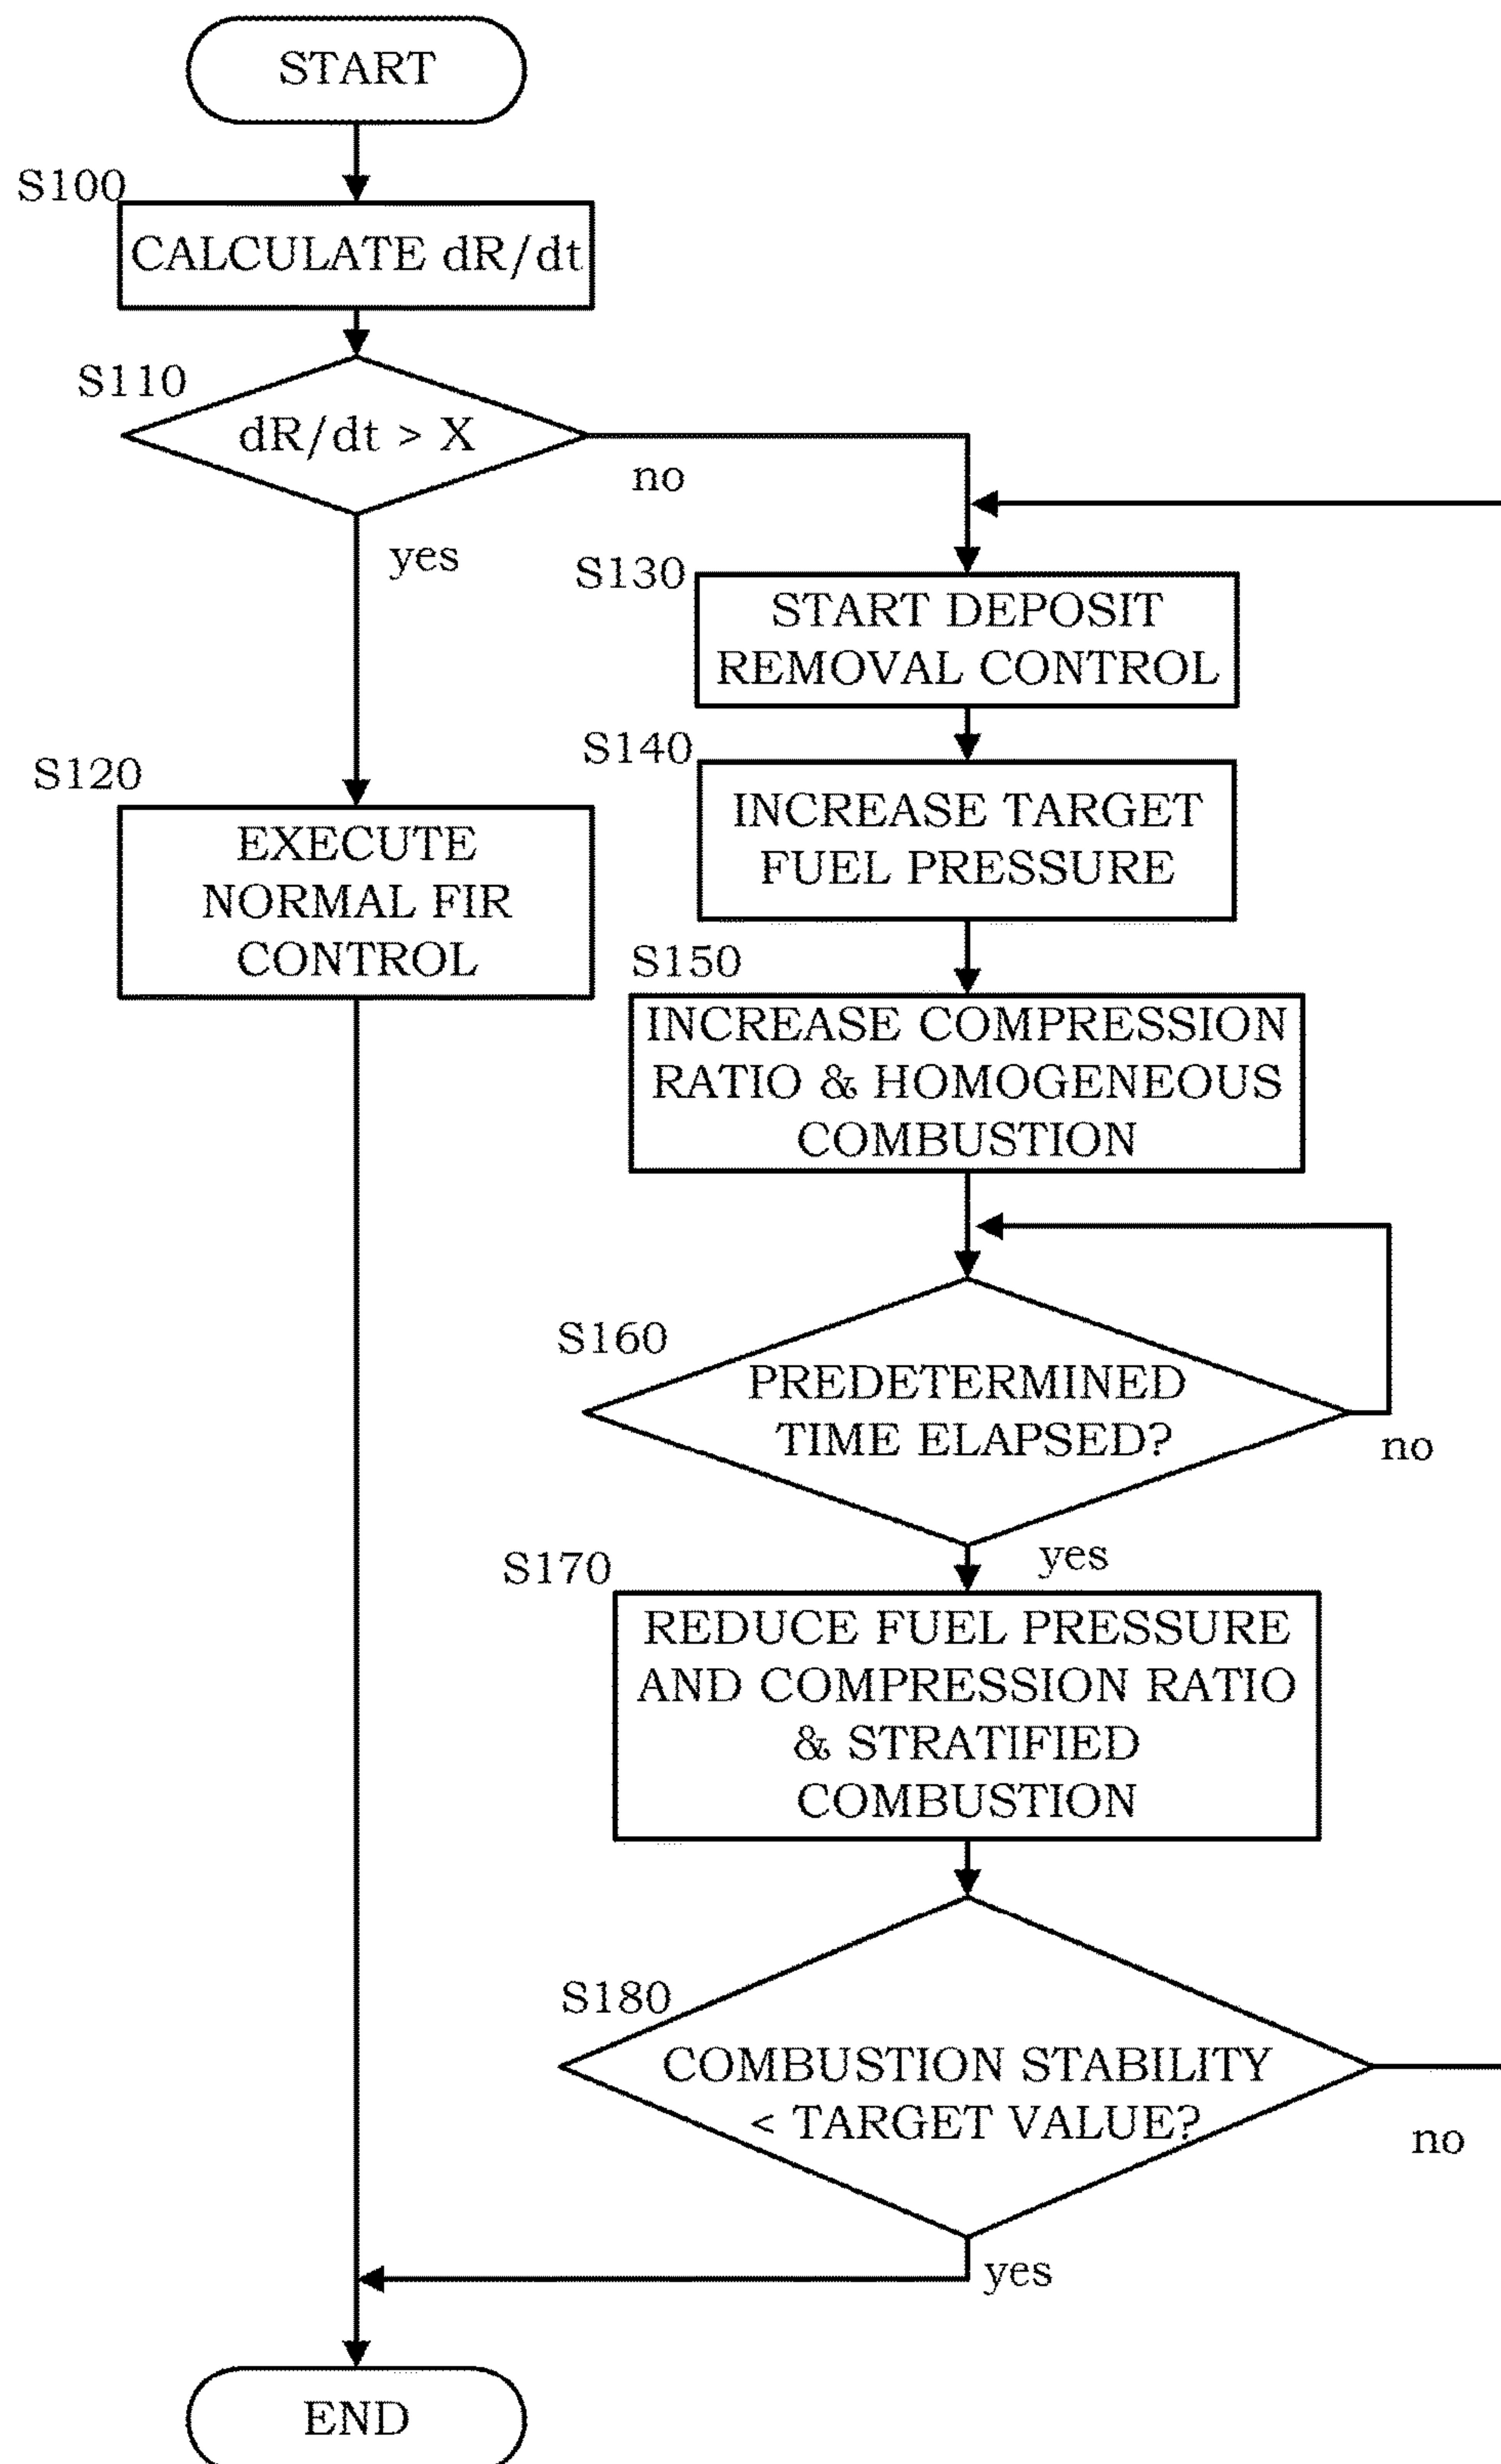 START
S100
CALCULATE dR/dt
S110
dR/dt > X
no
yes
S120
EXECUTE
NORMAL FIR
CONTROL
S130
START DEPOSIT
REMOVAL CONTROL
S140
INCREASE TARGET
FUEL PRESSURE
S150
INCREASE COMPRESSION
RATIO & HOMOGENEOUS
COMBUSTION
S160
PREDETERMINED
TIME ELAPSED?
no
yes
S170
REDUCE FUEL PRESSURE
AND COMPRESSION RATIO
& STRATIFIED
COMBUSTION
S180
COMBUSTION STABILITY
< TARGET VALUE?
no
yes
END